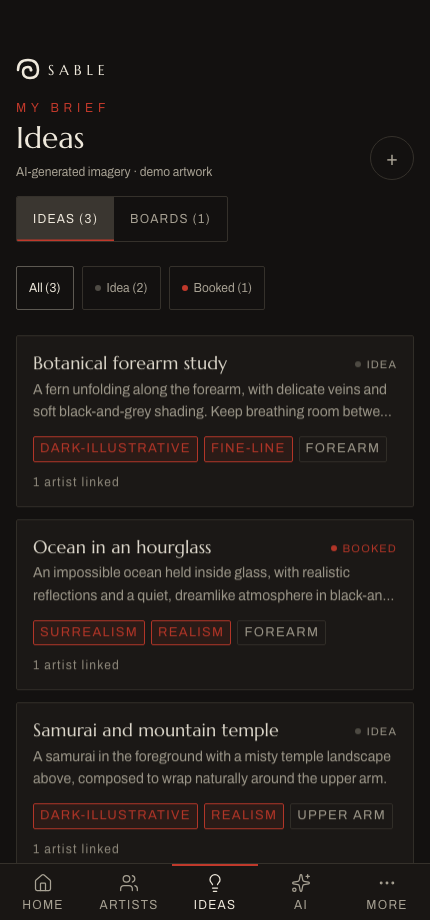 SABLE
MY BRIEF
Ideas
AI-generated imagery · demo artwork
+
IDEAS (3) BOARDS (1)
All (3) Idea (2) Booked (1)
Botanical forearm study IDEA
A fern unfolding along the forearm, with delicate veins and
soft black-and-grey shading. Keep breathing room betwe...
DARK-ILLUSTRATIVE FINE-LINE FOREARM
1 artist linked
Ocean in an hourglass BOOKED
An impossible ocean held inside glass, with realistic
reflections and a quiet, dreamlike atmosphere in black-an...
SURREALISM REALISM FOREARM
1 artist linked
Samurai and mountain temple IDEA
A samurai in the foreground with a misty temple landscape
above, composed to wrap naturally around the upper arm.
DARK-ILLUSTRATIVE REALISM UPPER ARM
1 artist linked
HOME ARTISTS IDEAS AI MORE